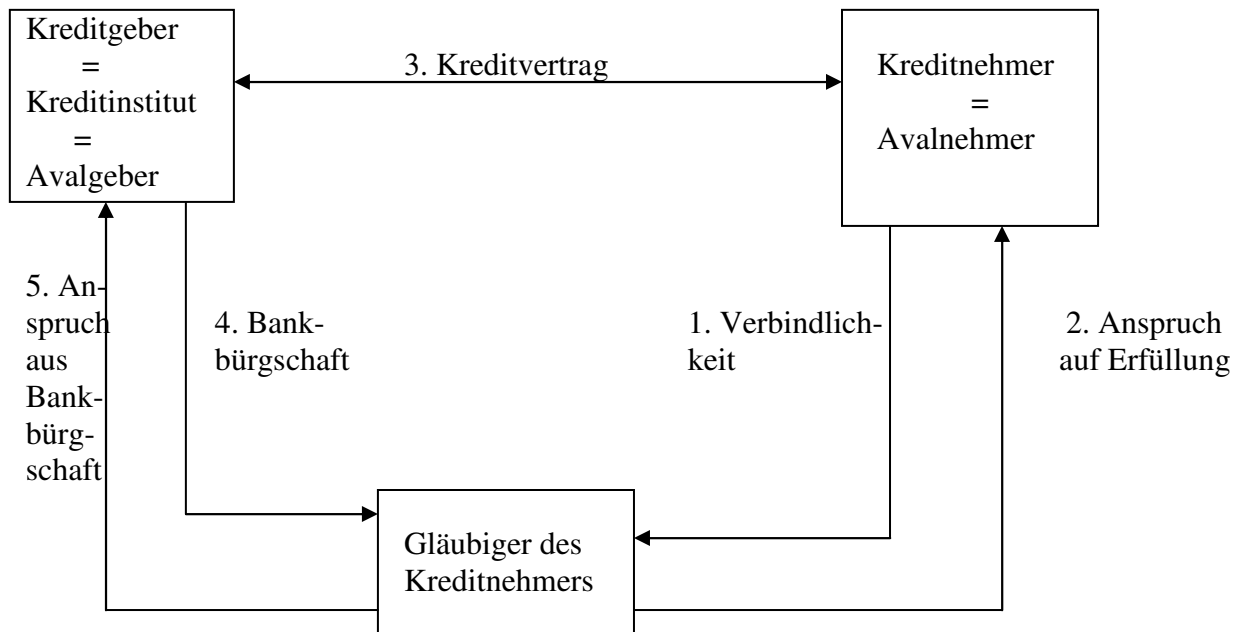 Kreditgeber
=
Kreditinstitut
=
Avalgeber
3. Kreditvertrag
Kreditnehmer
=
Avalnehmer
5. An-
spruch
aus
Bank-
bürg-
schaft
4. Bank-
bürgschaft
1. Verbindlich-
keit
2. Anspruch
auf Erfüllung
Gläubiger des
Kreditnehmers